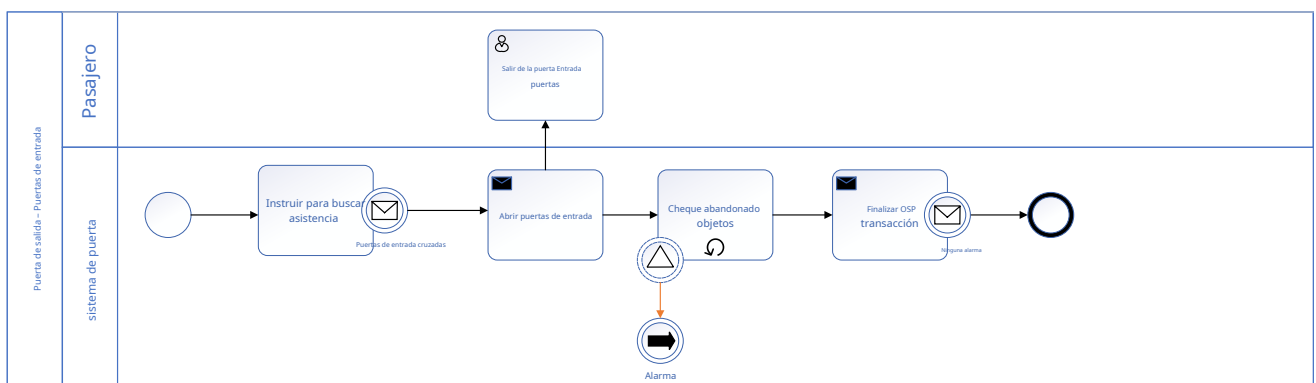 Puerta de salida – Puertas de entrada
Pasajero
Salir de la puerta Entrada
puertas
sistema de puerta
Instruir para buscar
asistencia
Puertas de entrada cruzadas
Abrir puertas de entrada
Cheque abandonado
objetos
Finalizar OSP
transacción
Ninguna alarma
Alarma